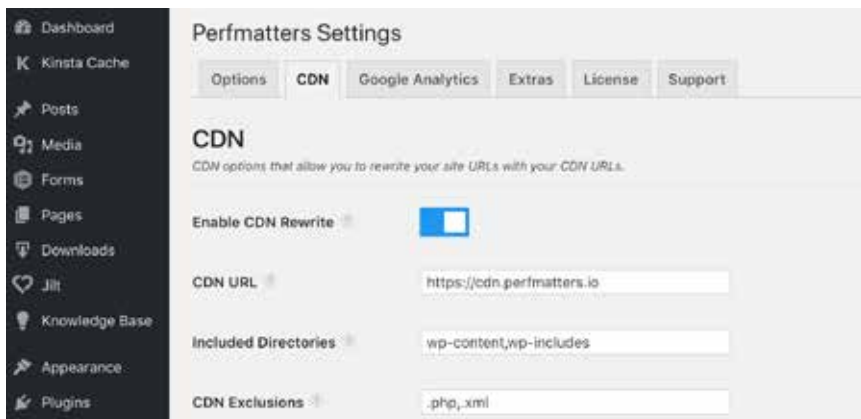 Dashboard
Kinsta Cache
Posts
Media
Forms
Pages
Downloads
Jilt
Knowledge Base
Appearance
Plugins
Perfmatters Settings
Options
CDN
Google Analytics
Extras
License
Support
CDN
CDN options that allow you to rewrite your site URLs with your CDN URLs.
Enable CDN Rewrite ?
CDN URL ?
https://cdn.perfmatters.io
Included Directories ?
wp-content,wp-includes
CDN Exclusions ?
.php,.xml